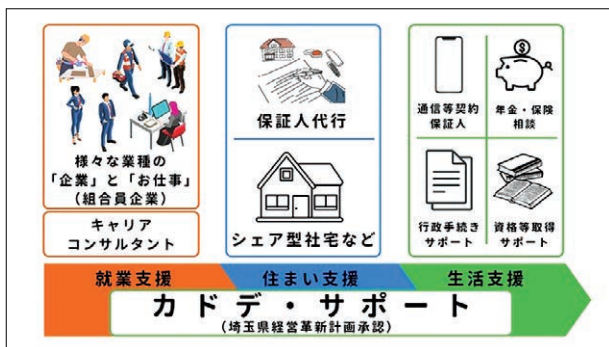 様々な業種の
「企業」と「お仕事」
(組合員企業)
キャリア
コンサルタント
保証人代行
シェア型社宅など
通信等契約
保証人
年金・保険
相談
行政手続き
サポート
資格等取得
サポート
就業支援
住まい支援
生活支援
カドデ・サポート
(埼玉県経営革新計画承認)